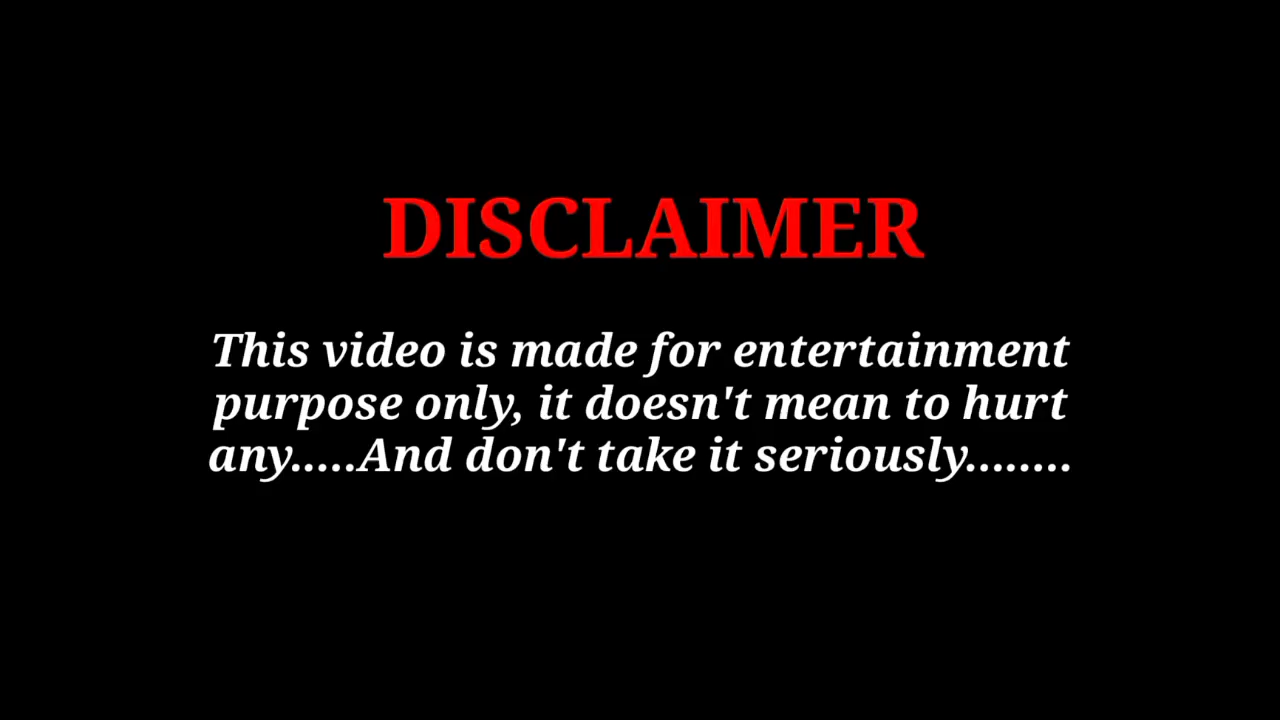 DISCLAIMER
This video is made for entertainment
purpose only, it doesn't mean to hurt
any.....And don't take it seriously........